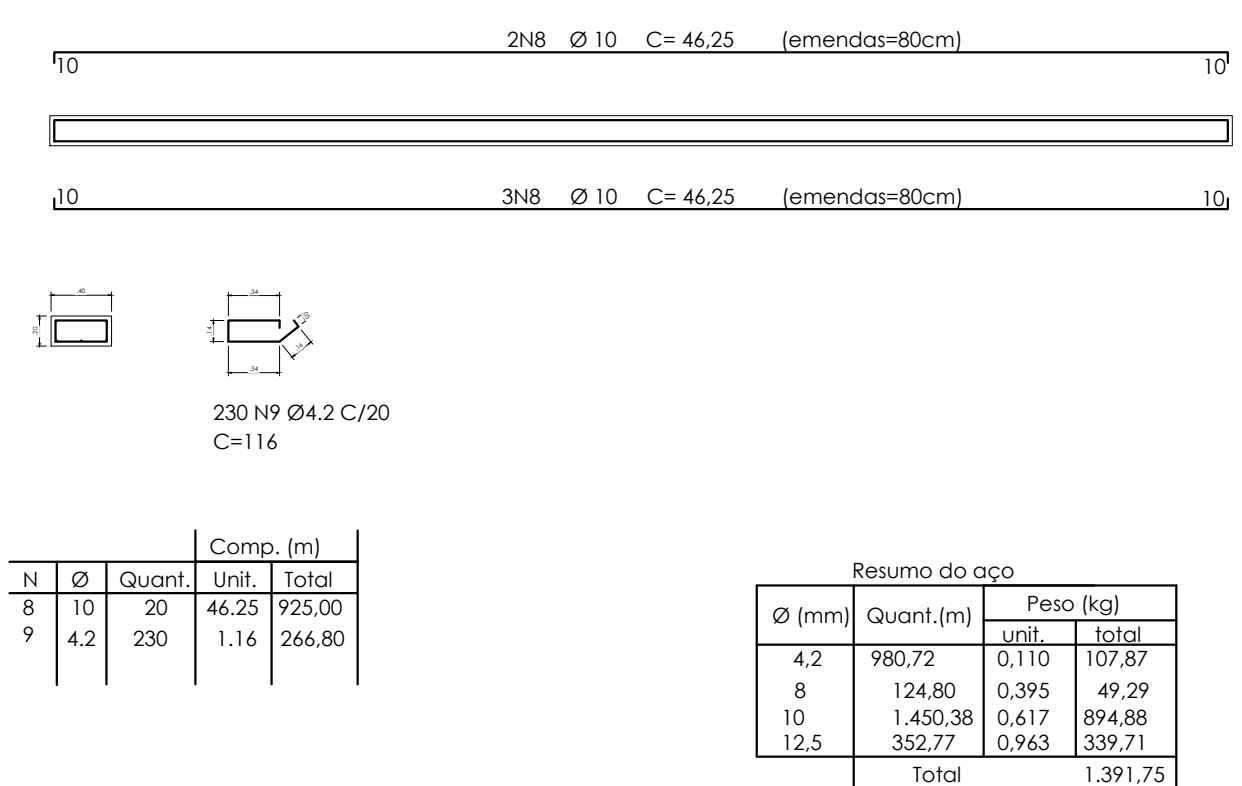 2N8 Ø 10 C= 46,25 (emendas=80cm)
10 10
10 3N8 Ø 10 C= 46,25 (emendas=80cm) 10
.40
.20
.34
.14
.05
.16
.34
230 N9 Ø4.2 C/20
C=116
Comp. (m)
N Ø Quant. Unit. Total
8 10 20 46.25 925,00
9 4.2 230 1.16 266,80
Resumo do aço
Ø (mm) Quant.(m) Peso (kg)
unit. total
4,2 980,72 0,110 107,87
8 124,80 0,395 49,29
10 1.450,38 0,617 894,88
12,5 352,77 0,963 339,71
Total 1.391,75